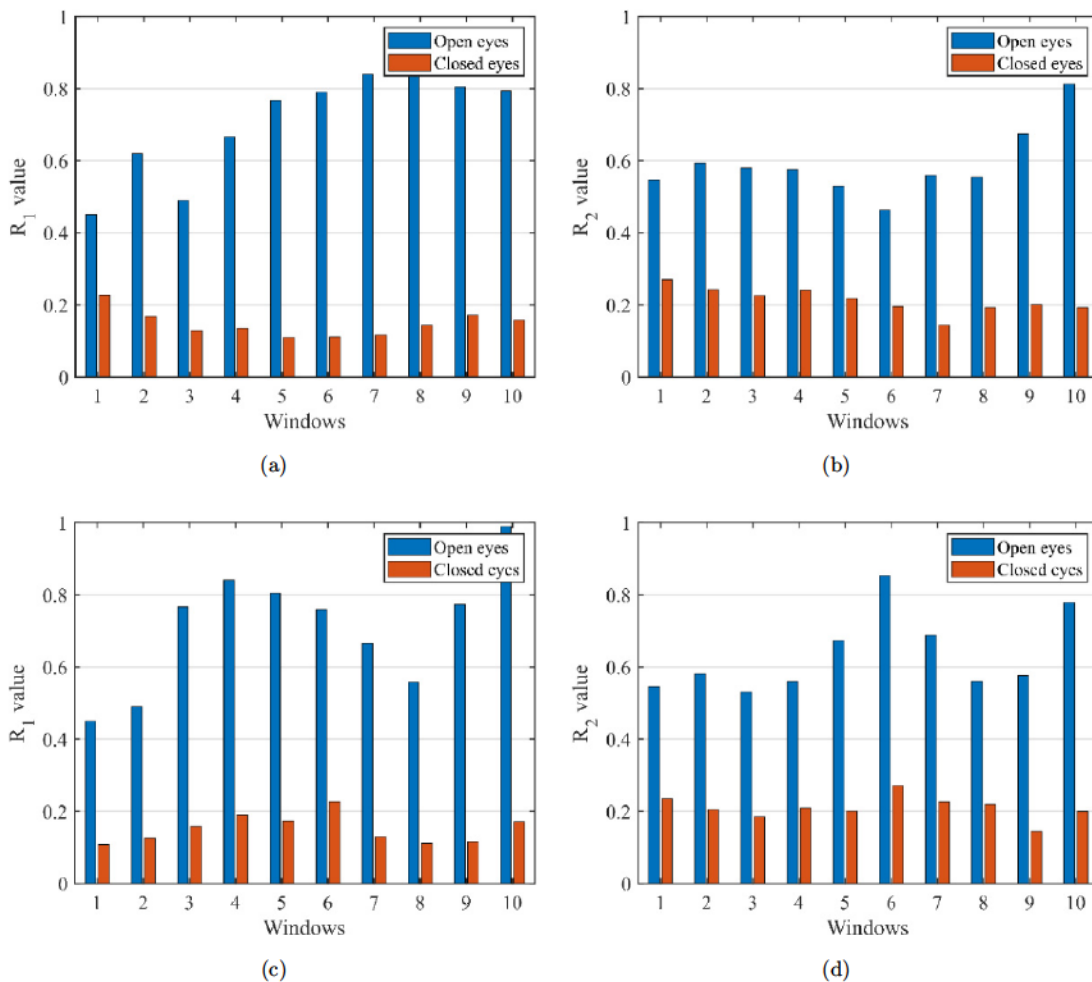 1
0.8
0.6
0.4
0.2
0
R1 value
Open eyes
Closed eyes
1 2 3 4 5 6 7 8 9 10
Windows
(a)
1
0.8
0.6
0.4
0.2
0
R2 value
Open eyes
Closed eyes
1 2 3 4 5 6 7 8 9 10
Windows
(b)
1
0.8
0.6
0.4
0.2
0
R1 value
Open eyes
Closed eyes
1 2 3 4 5 6 7 8 9 10
Windows
(c)
1
0.8
0.6
0.4
0.2
0
R2 value
Open eyes
Closed eyes
1 2 3 4 5 6 7 8 9 10
Windows
(d)